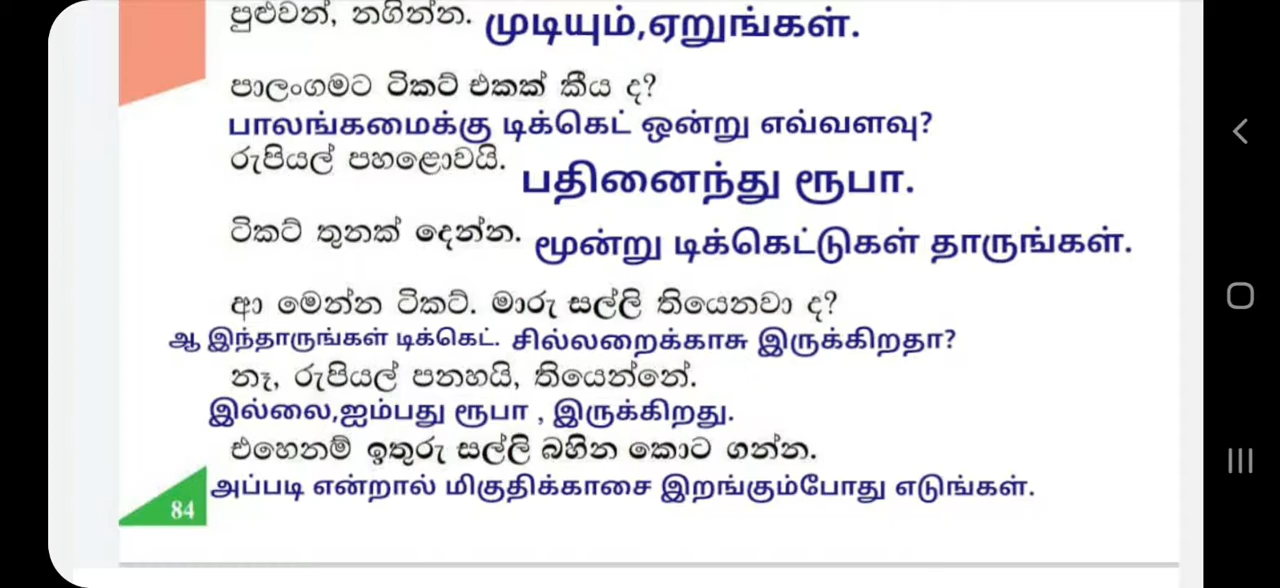 පුළුවන්, නගින්න. முடியும்,ஏறுங்கள்.
පාලංගමට ටිකට් එකක් කීය ද?
பாலங்கமைக்கு டிக்கெட் ஒன்று எவ்வளவு?
රුපියල් පහළොවයි. பதினைந்து ரூபா.
ටිකට් තුනක් දෙන්න. மூன்று டிக்கெட்டுகள் தாருங்கள்.
ආ මෙන්න ටිකට්. මාරු සල්ලි තියෙනවා ද?
ஆ இந்தாருங்கள் டிக்கெட். சில்லறைக்காசு இருக்கிறதா?
නෑ, රුපියල් පනහයි, තියෙන්නේ.
இல்லை,ஐம்பது ரூபா , இருக்கிறது.
එහෙනම් ඉතුරු සල්ලි බහින කොට ගන්න.
அப்படி என்றால் மிகுதிக்காசை இறங்கும்போது எடுங்கள்.
84